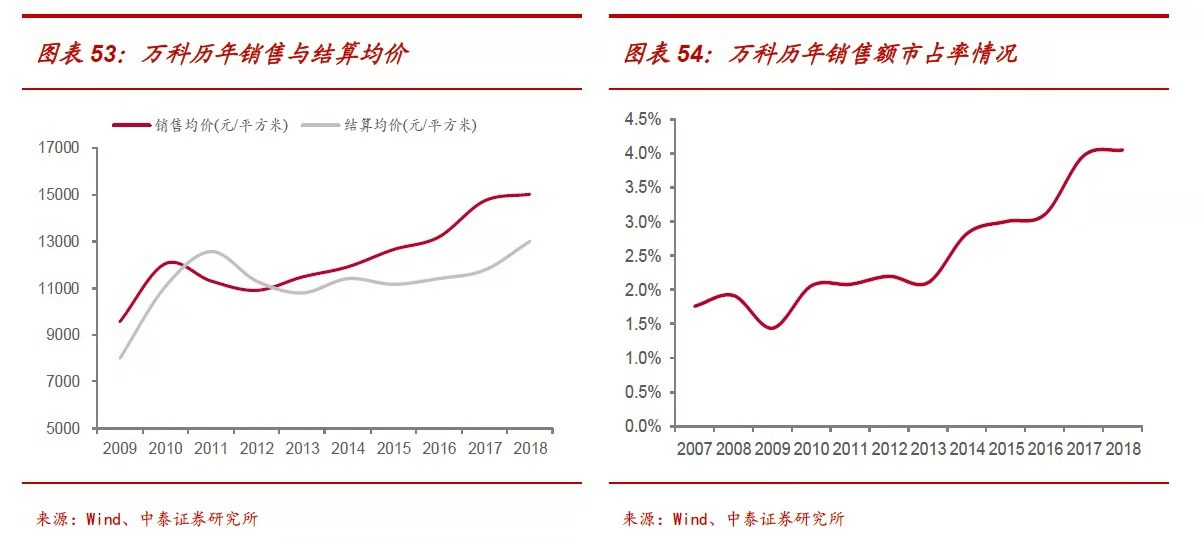 图表 53：万科历年销售与结算均价
销售均价(元/平方米) 结算均价(元/平方米)
17000
15000
13000
11000
9000
7000
5000
2009 2010 2011 2012 2013 2014 2015 2016 2017 2018
来源：Wind、中泰证券研究所
图表 54：万科历年销售额市占率情况
4.5%
4.0%
3.5%
3.0%
2.5%
2.0%
1.5%
1.0%
0.5%
0.0%
2007 2008 2009 2010 2011 2012 2013 2014 2015 2016 2017 2018
来源：Wind、中泰证券研究所